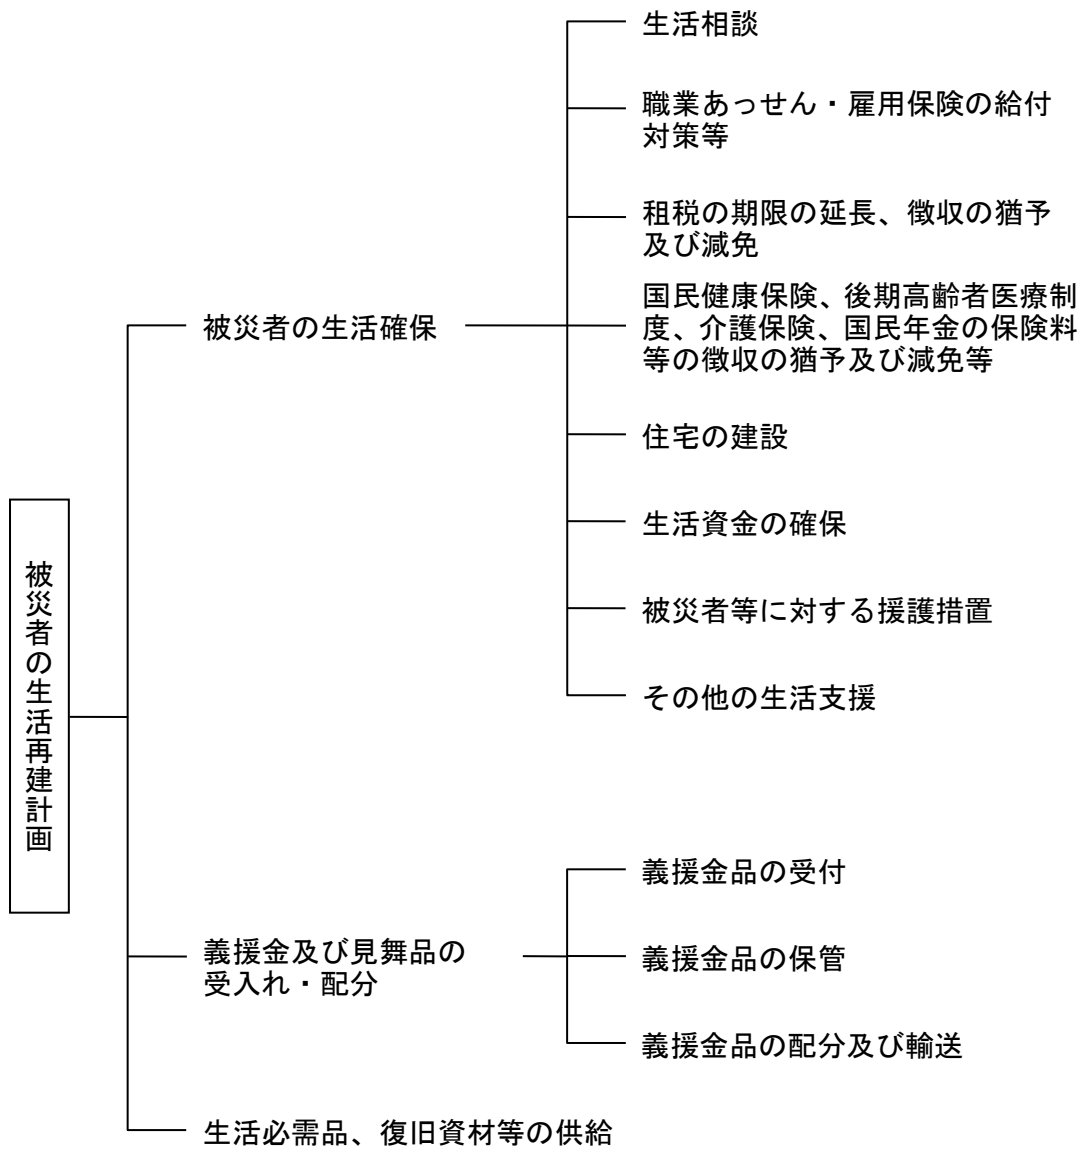 被災者の生活再建計画
被災者の生活確保
生活相談
職業あっせん・雇用保険の給付
対策等
租税の期限の延長、徴収の猶予
及び減免
国民健康保険、後期高齢者医療制
度、介護保険、国民年金の保険料
等の徴収の猶予及び減免等
住宅の建設
生活資金の確保
被災者等に対する援護措置
その他の生活支援
義援金及び見舞品の
受入れ・配分
義援金品の受付
義援金品の保管
義援金品の配分及び輸送
生活必需品、復旧資材等の供給